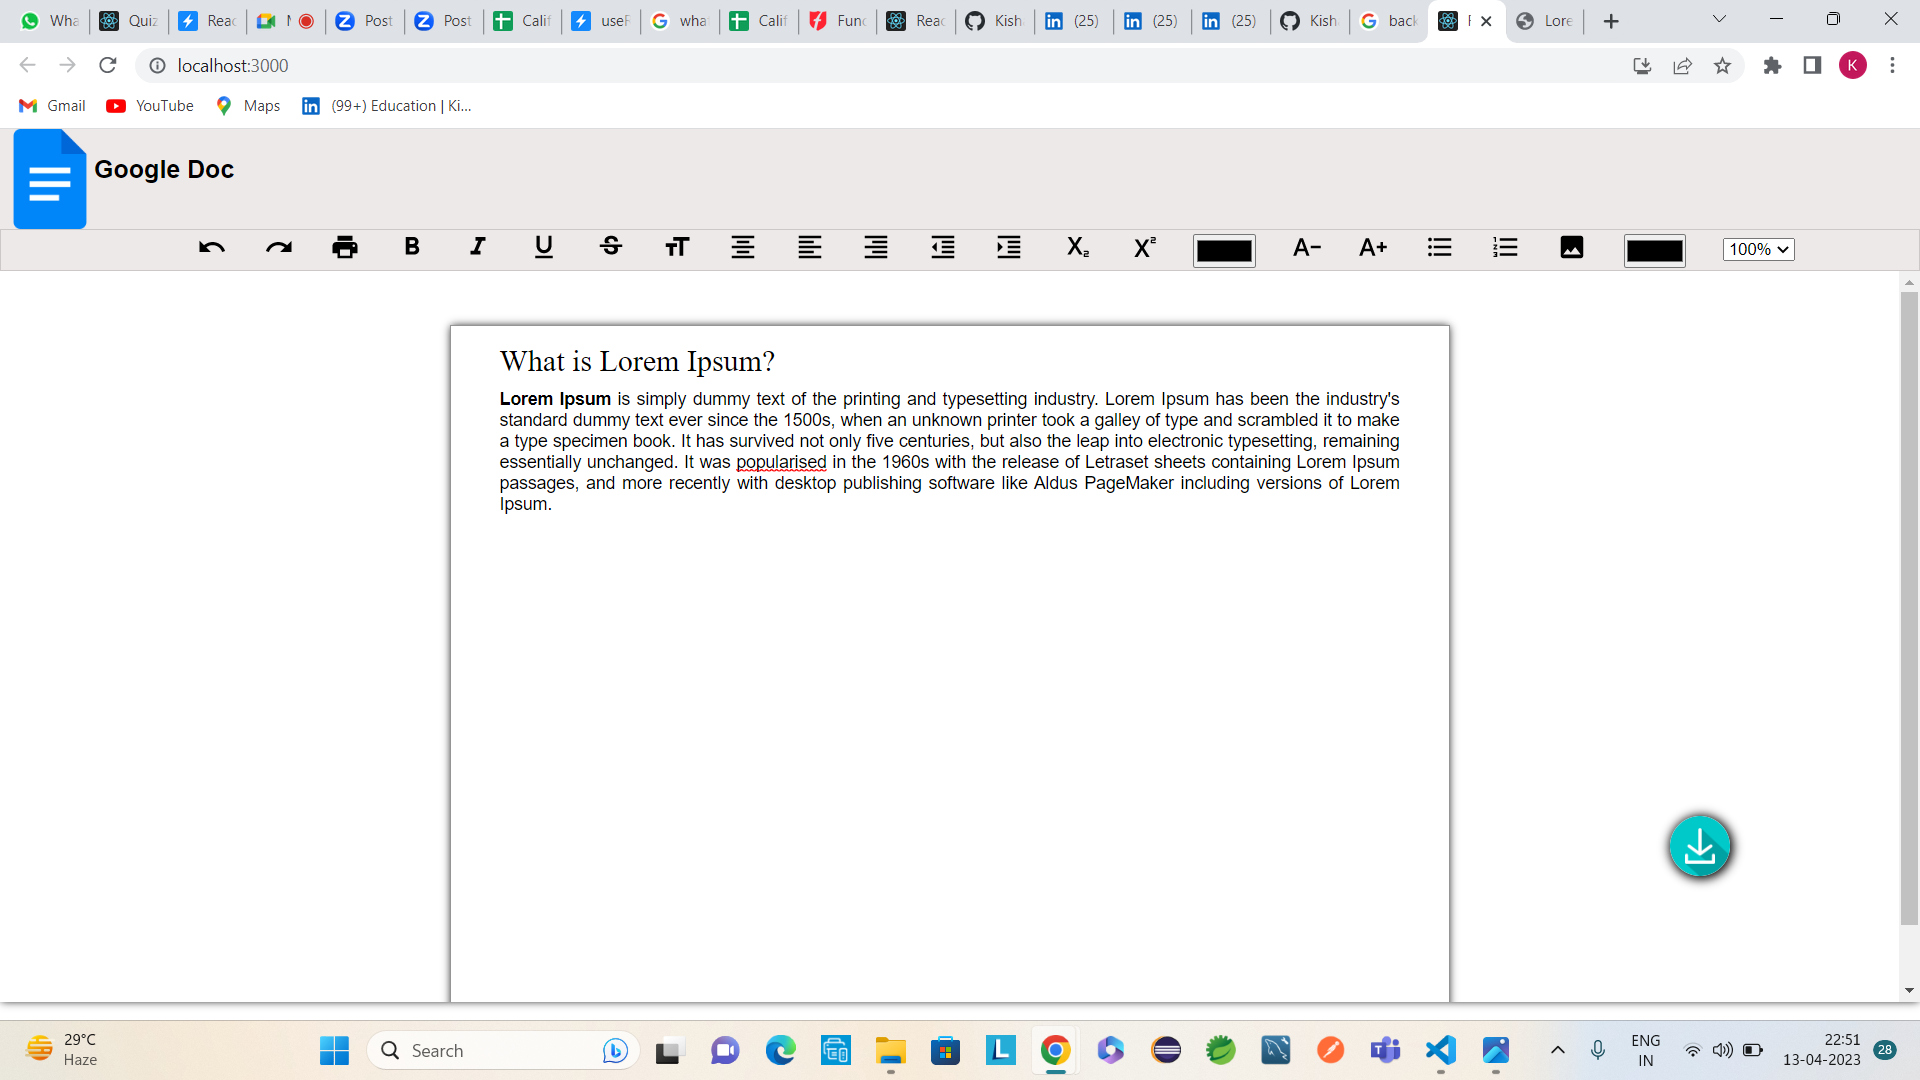 Wha Quiz Reac M Post Post Calif useF what Calif Func Reac Kish (25) (25) (25) Kish back Lore
localhost:3000 K
Gmail YouTube Maps (99+) Education | Ki...
Google Doc
100%
What is Lorem Ipsum?
Lorem Ipsum is simply dummy text of the printing and typesetting industry. Lorem Ipsum has been the industry's
standard dummy text ever since the 1500s, when an unknown printer took a galley of type and scrambled it to make
a type specimen book. It has survived not only five centuries, but also the leap into electronic typesetting, remaining
essentially unchanged. It was popularised in the 1960s with the release of Letraset sheets containing Lorem Ipsum
passages, and more recently with desktop publishing software like Aldus PageMaker including versions of Lorem
Ipsum.
29°C
Haze
Search
ENG
IN
22:51
13-04-2023
28